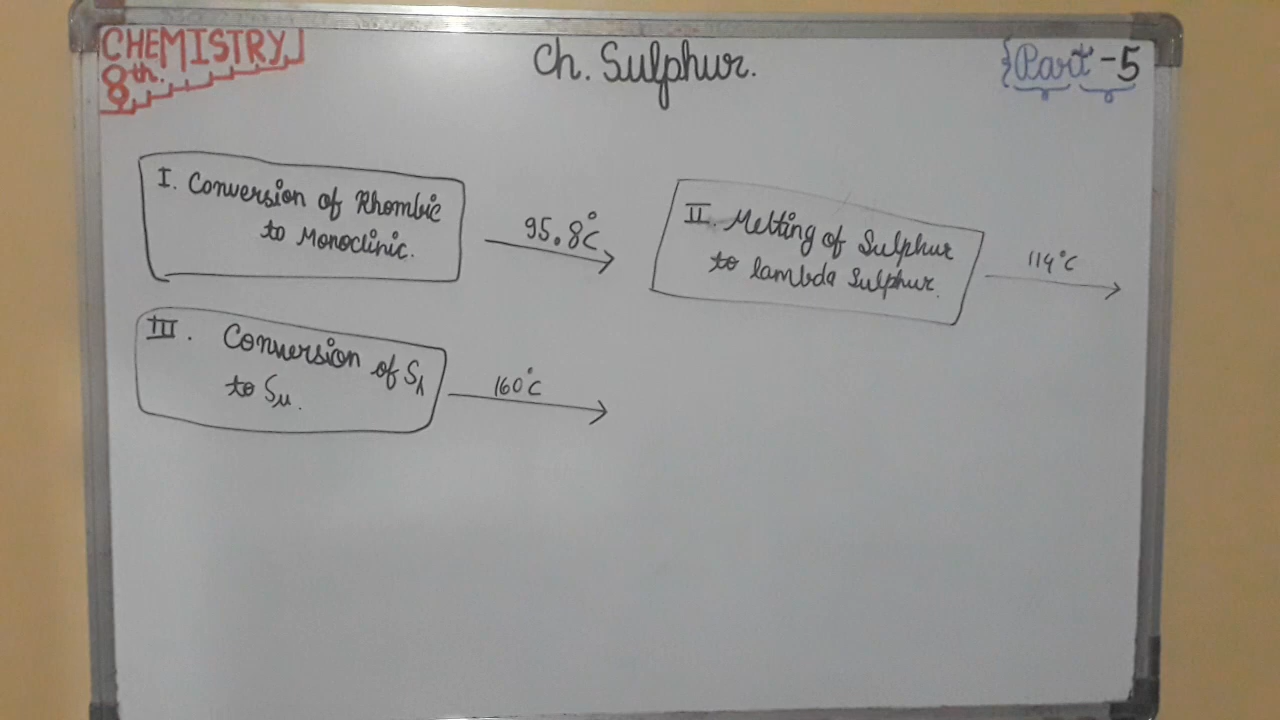 CHEMISTRY
8th.
Ch. Sulphur.
{Part-5
I. Conversion of Rhombic
to Monoclinic.
95.8°C
II. Melting of Sulphur
to lambda Sulphur.
114°C
III. Conversion of Sλ
to Sμ.
160°C